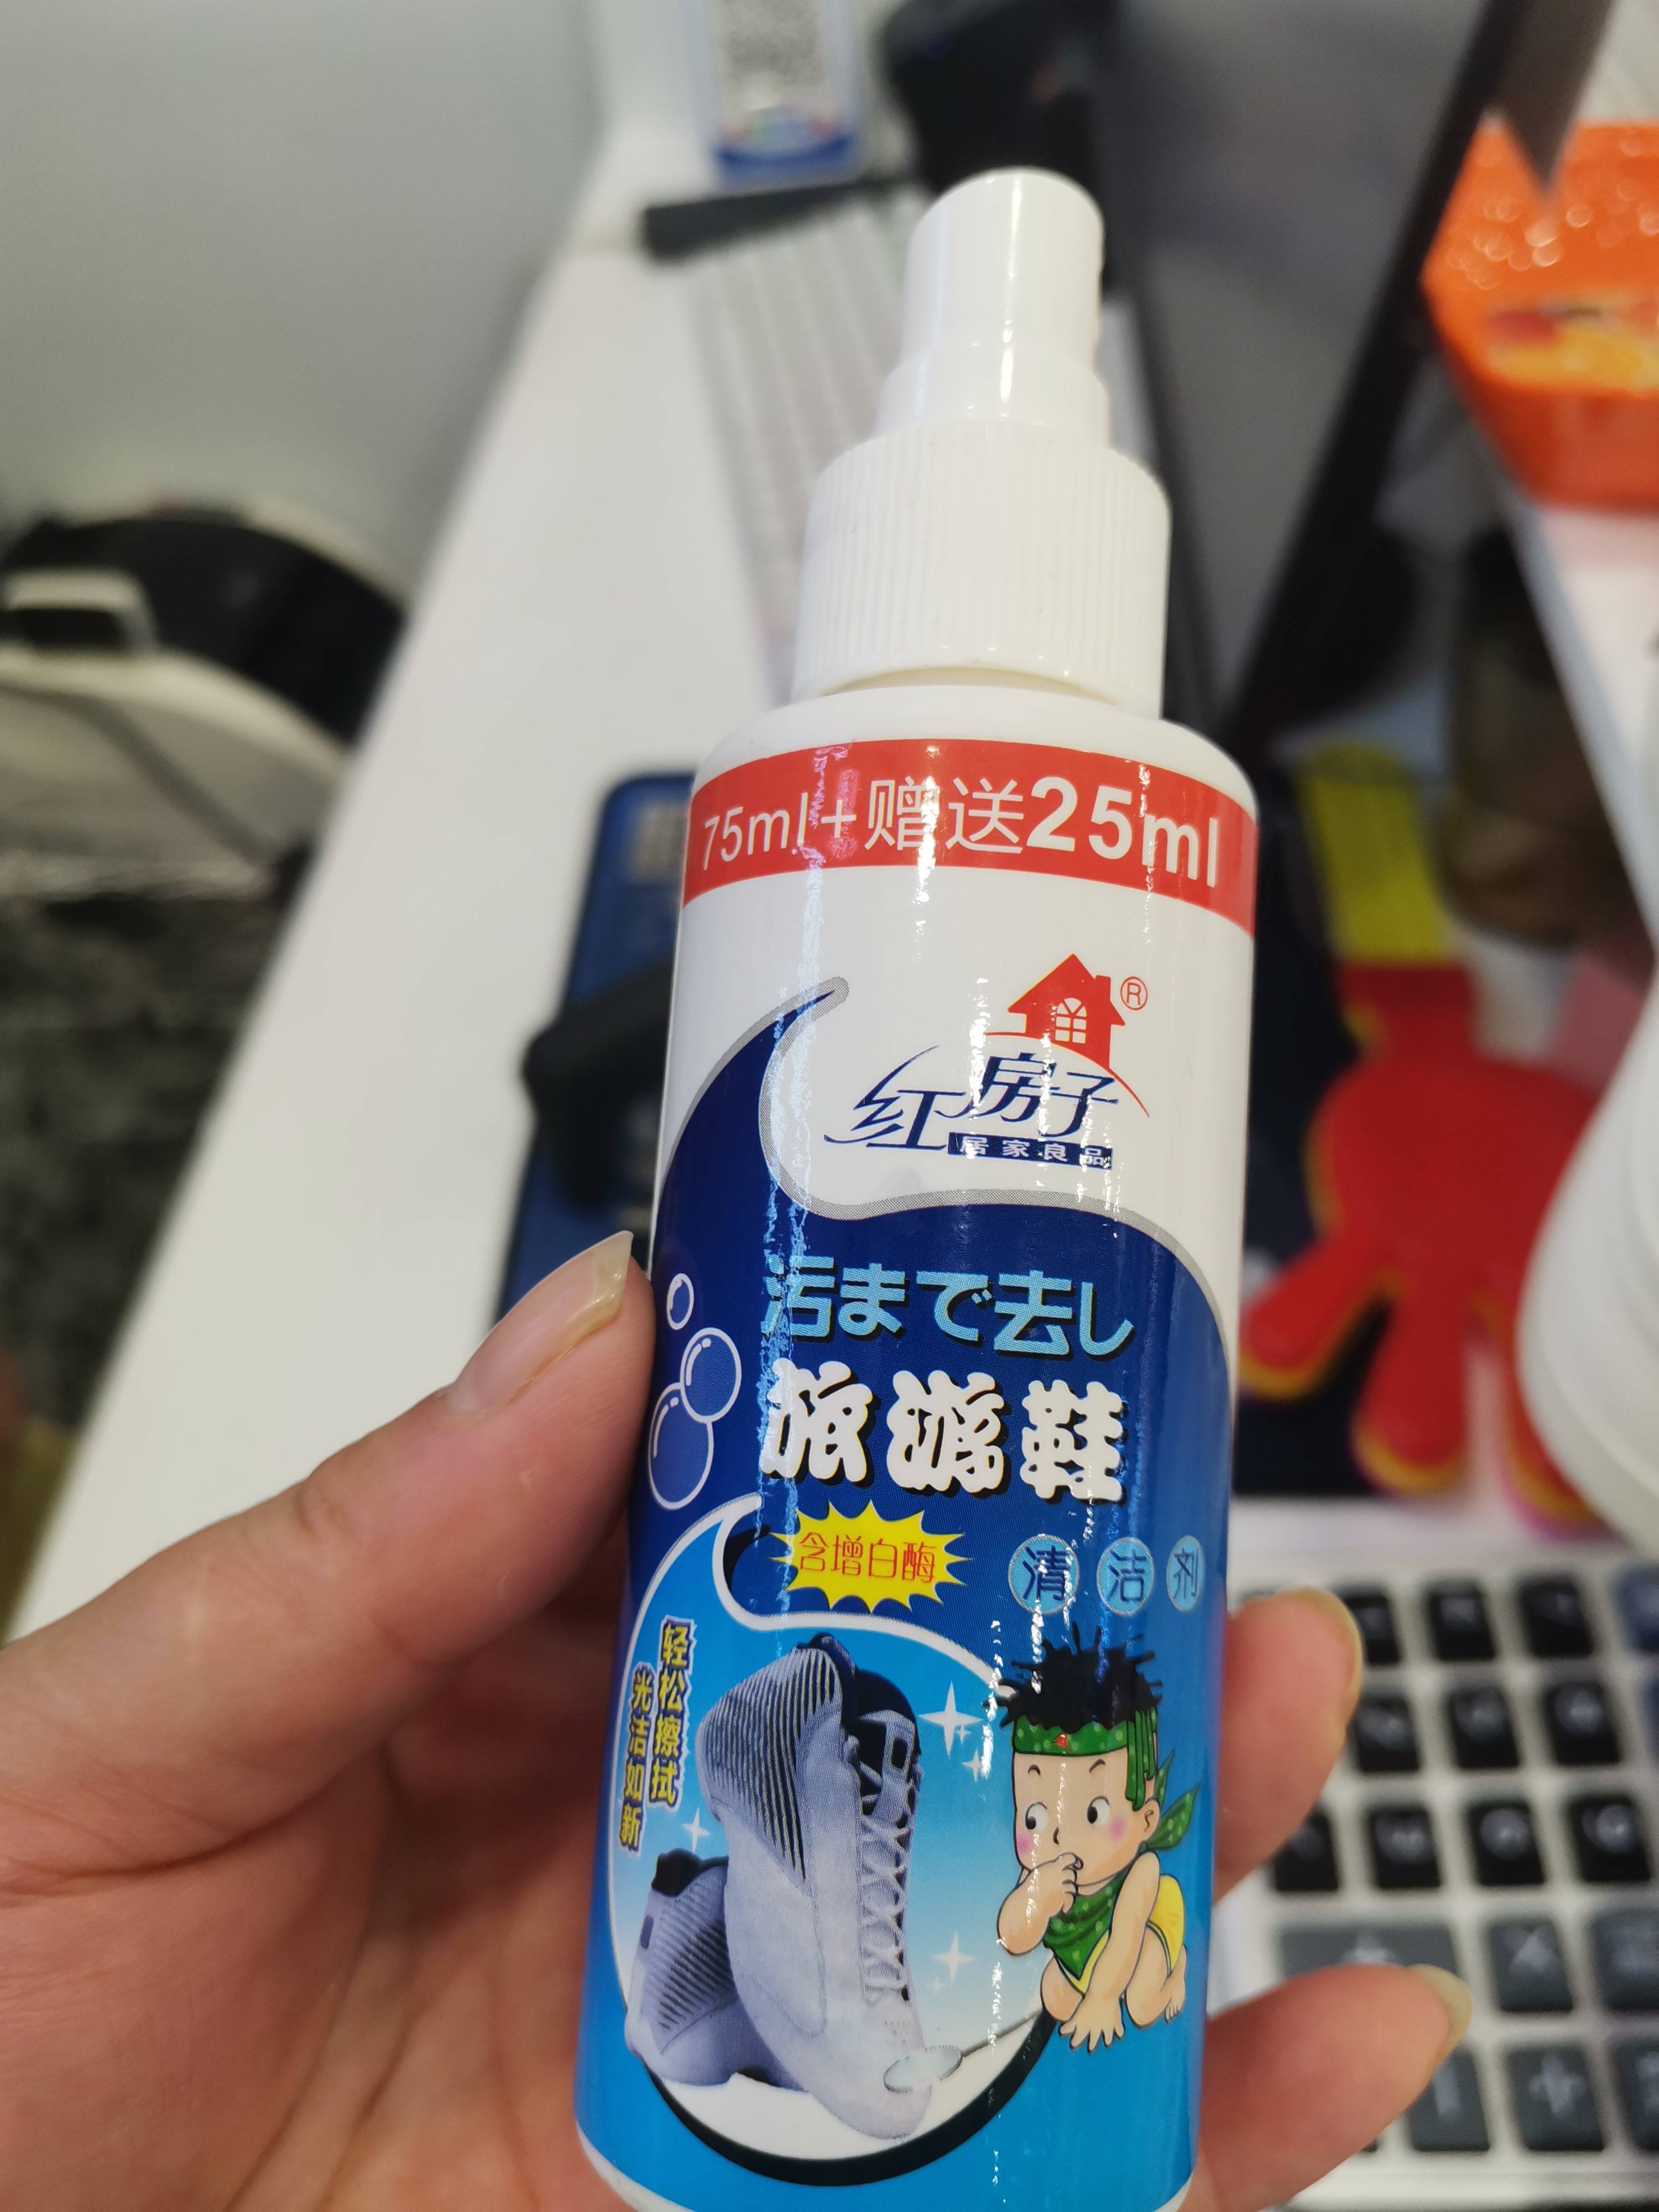 75ml+赠送25ml
®
红房子
居家良品
汚まで去し
旅游鞋
含增白酶
清洁剂
轻松擦拭
光洁如新